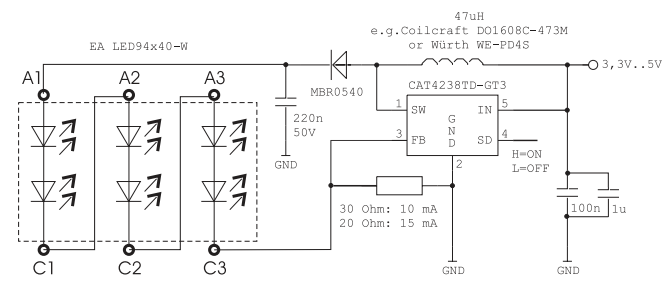 47uH
e.g.Coilcraft DO1608C-473M
or Würth WE-PD4S
EA LED94x40-W
3,3V..5V
A1 A2 A3
MBR0540
CAT4238TD-GT3
1 SW IN 5
220n
50V
GND
3 FB SD 4
GND
2
H=ON
L=OFF
30 Ohm: 10 mA
20 Ohm: 15 mA
100n 1u
C1 C2 C3
GND GND